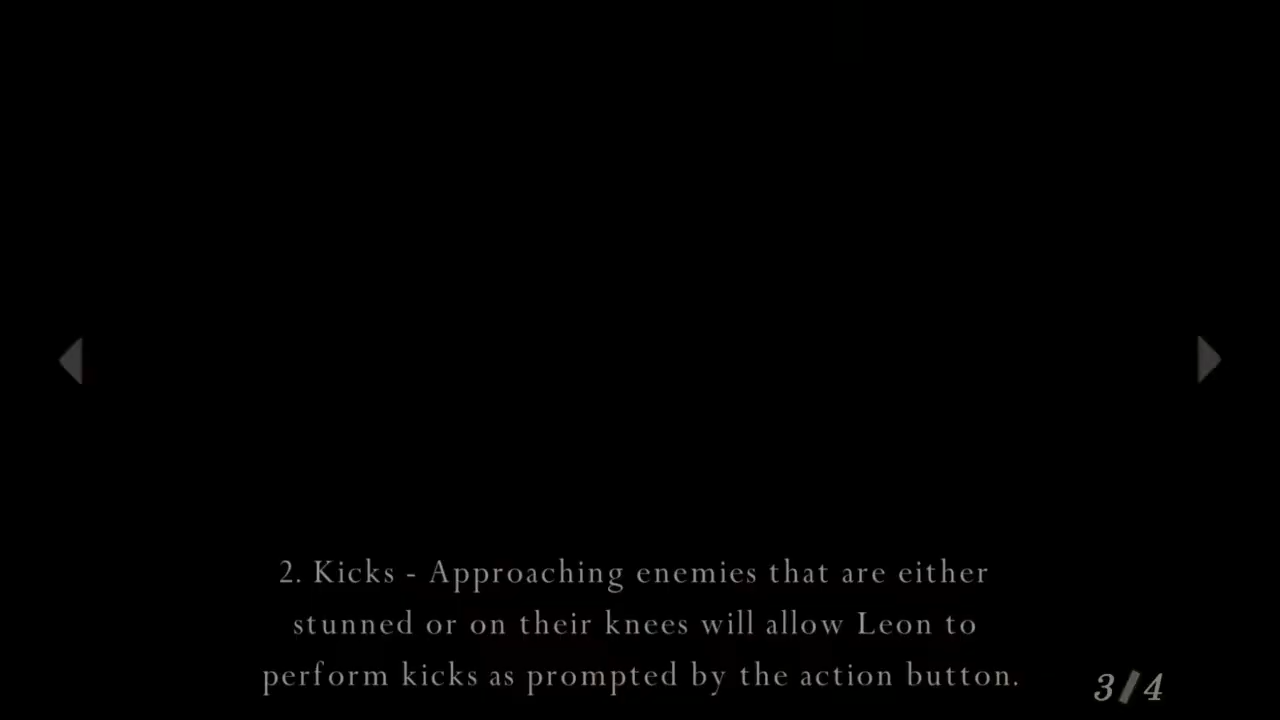 2. Kicks - Approaching enemies that are either
stunned or on their knees will allow Leon to
perform kicks as prompted by the action button.
3/4